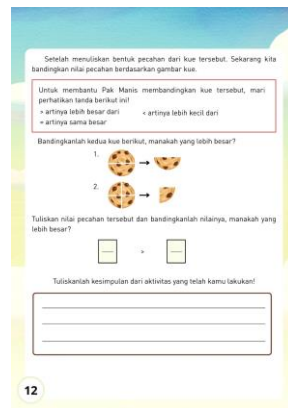 Setelah menuliskan bentuk pecahan dari kue tersebut. Sekarang kita
bandingkan nilai pecahan berdasarkan gambar kue.
Untuk membantu Pak Manis membandingkan kue tersebut, mari
perhatikan tanda berikut ini!
> artinya lebih besar dari < artinya lebih kecil dari
= artinya sama besar
Bandingkanlah kedua kue berikut, manakah yang lebih besar?
1.
2.
Tuliskan nilai pecahan tersebut dan bandingkanlah nilainya, manakah yang
lebih besar?
Tuliskanlah kesimpulan dari aktivitas yang telah kamu lakukan!
12